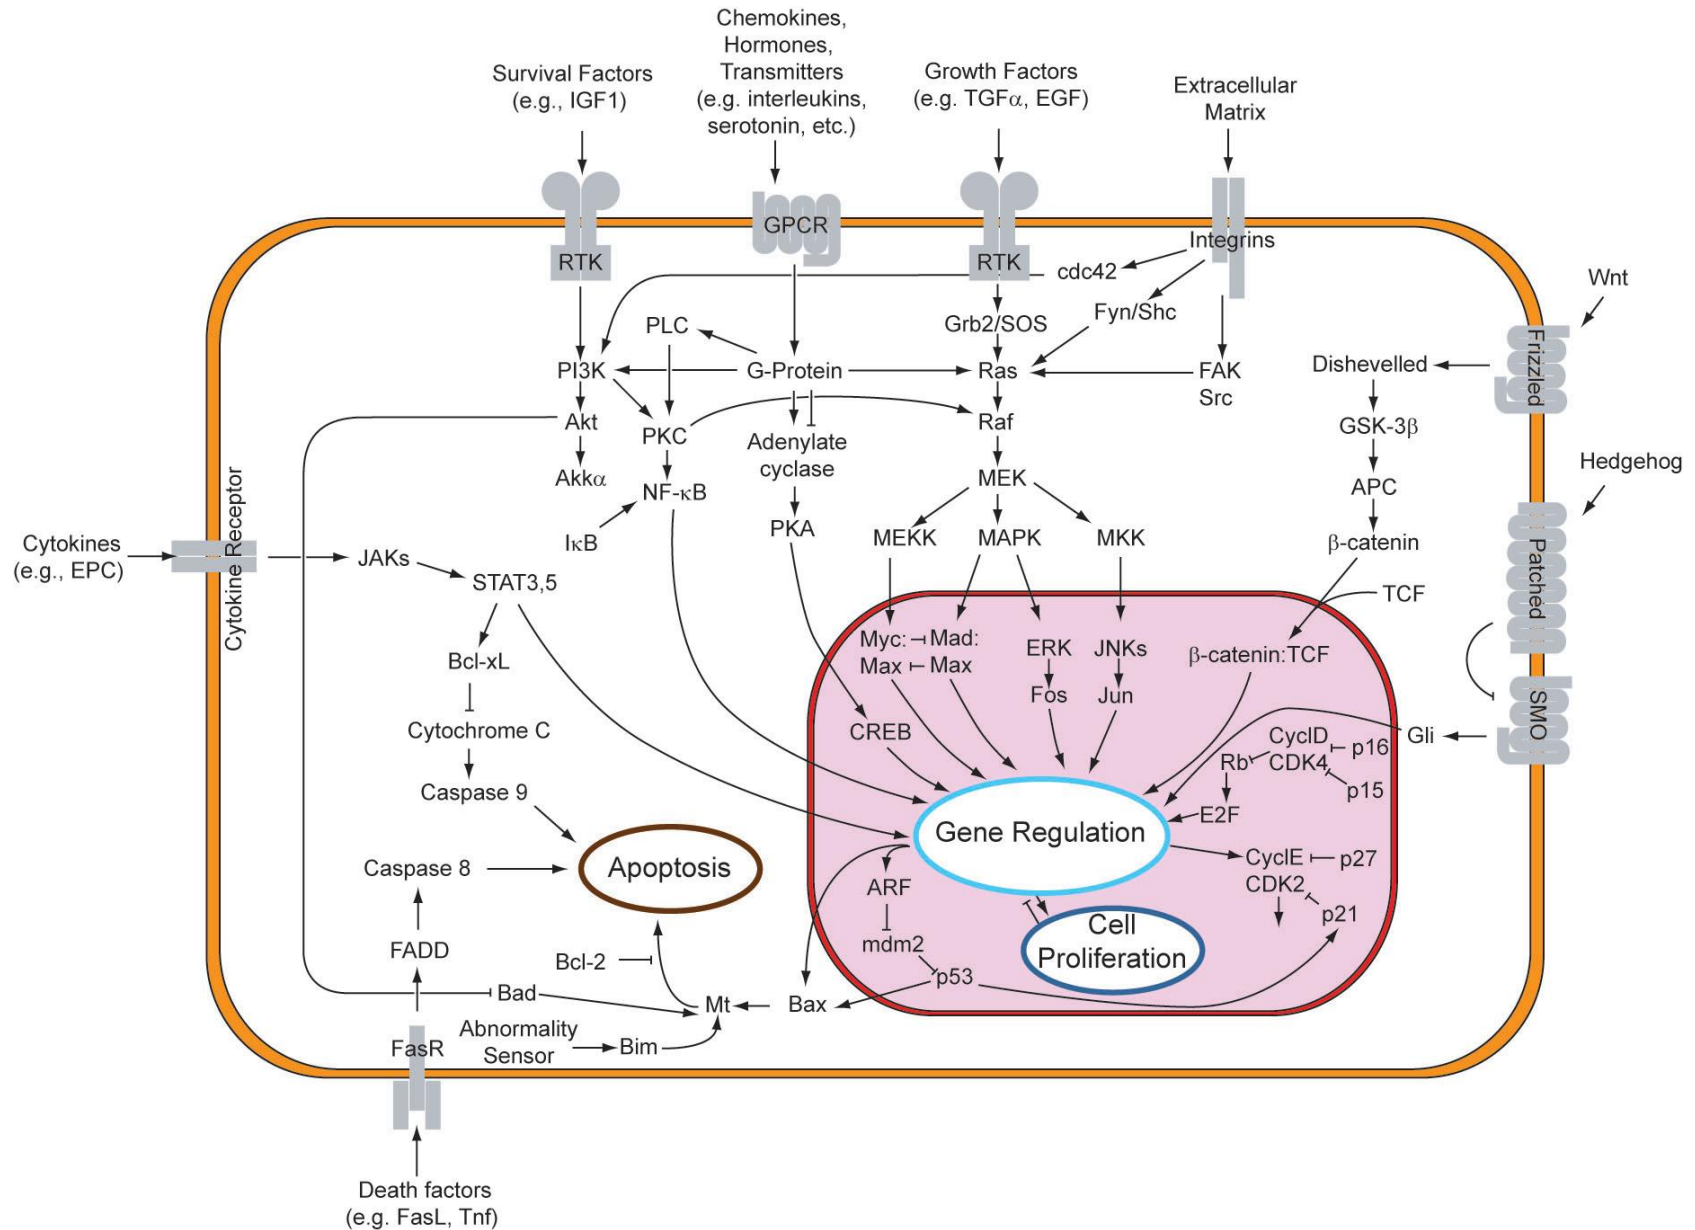 Chemokines,
Hormones,
Transmitters
(e.g. interleukins,
serotonin, etc.)
Survival Factors
(e.g., IGF1)
Growth Factors
(e.g. TGFα, EGF)
Extracellular
Matrix
RTK
GPCR
RTK
Integrins
cdc42
Fyn/Shc
Wnt
Frizzled
PLC
Grb2/SOS
PI3K
G-Protein
Ras
FAK
Src
Dishevelled
Akt
PKC
Adenylate
cyclase
Raf
GSK-3β
Hedgehog
Patched
Akkα
NF-κB
MEK
APC
IκB
PKA
MEKK
MAPK
MKK
β-catenin
Cytokines
(e.g., EPC)
Cytokine Receptor
JAKs
STAT3,5
TCF
Bcl-xL
Myc:
Max
Mad:
Max
ERK
JNKs
β-catenin:TCF
Fos
Jun
SMO
Cytochrome C
CREB
Gli
CyclD
CDK4
p16
p15
Rb
E2F
Caspase 9
Gene Regulation
Caspase 8
Apoptosis
CyclE
CDK2
p27
p21
ARF
mdm2
Cell
Proliferation
FADD
Bcl-2
p53
Bad
Mt
Bax
Abnormality
Sensor
Bim
FasR
Death factors
(e.g. FasL, Tnf)